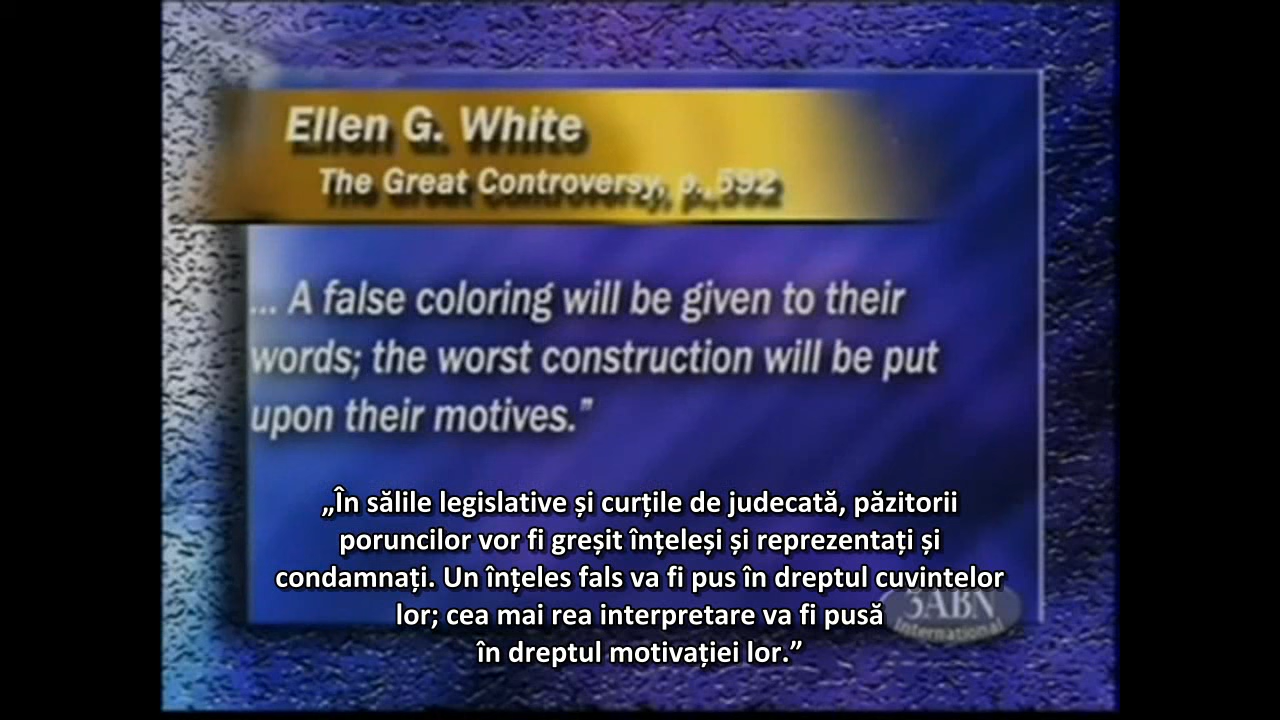 Ellen G. White
The Great Controversy, p. 592
... A false coloring will be given to their
words; the worst construction will be put
upon their motives.”
„În sălile legislative și curțile de judecată, păzitorii
poruncilor vor fi greșit înțeleși și reprezentați și
condamnați. Un înțeles fals va fi pus în dreptul cuvintelor
lor; cea mai rea interpretare va fi pusă
în dreptul motivației lor.”
3ABN
International